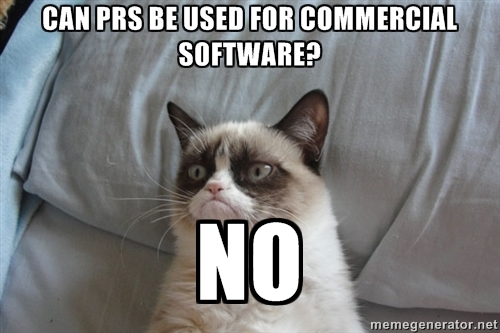 CAN PRS BE USED FOR COMMERCIAL
SOFTWARE?
NO
memegenerator.net